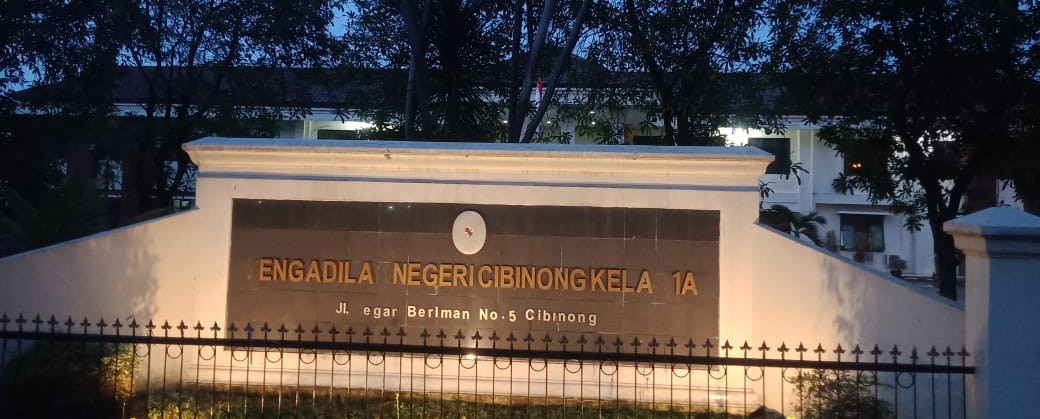 ENGADILA NEGERI CIBINONG KELA 1A
Jl. egar Beriman No.5 Cibinong